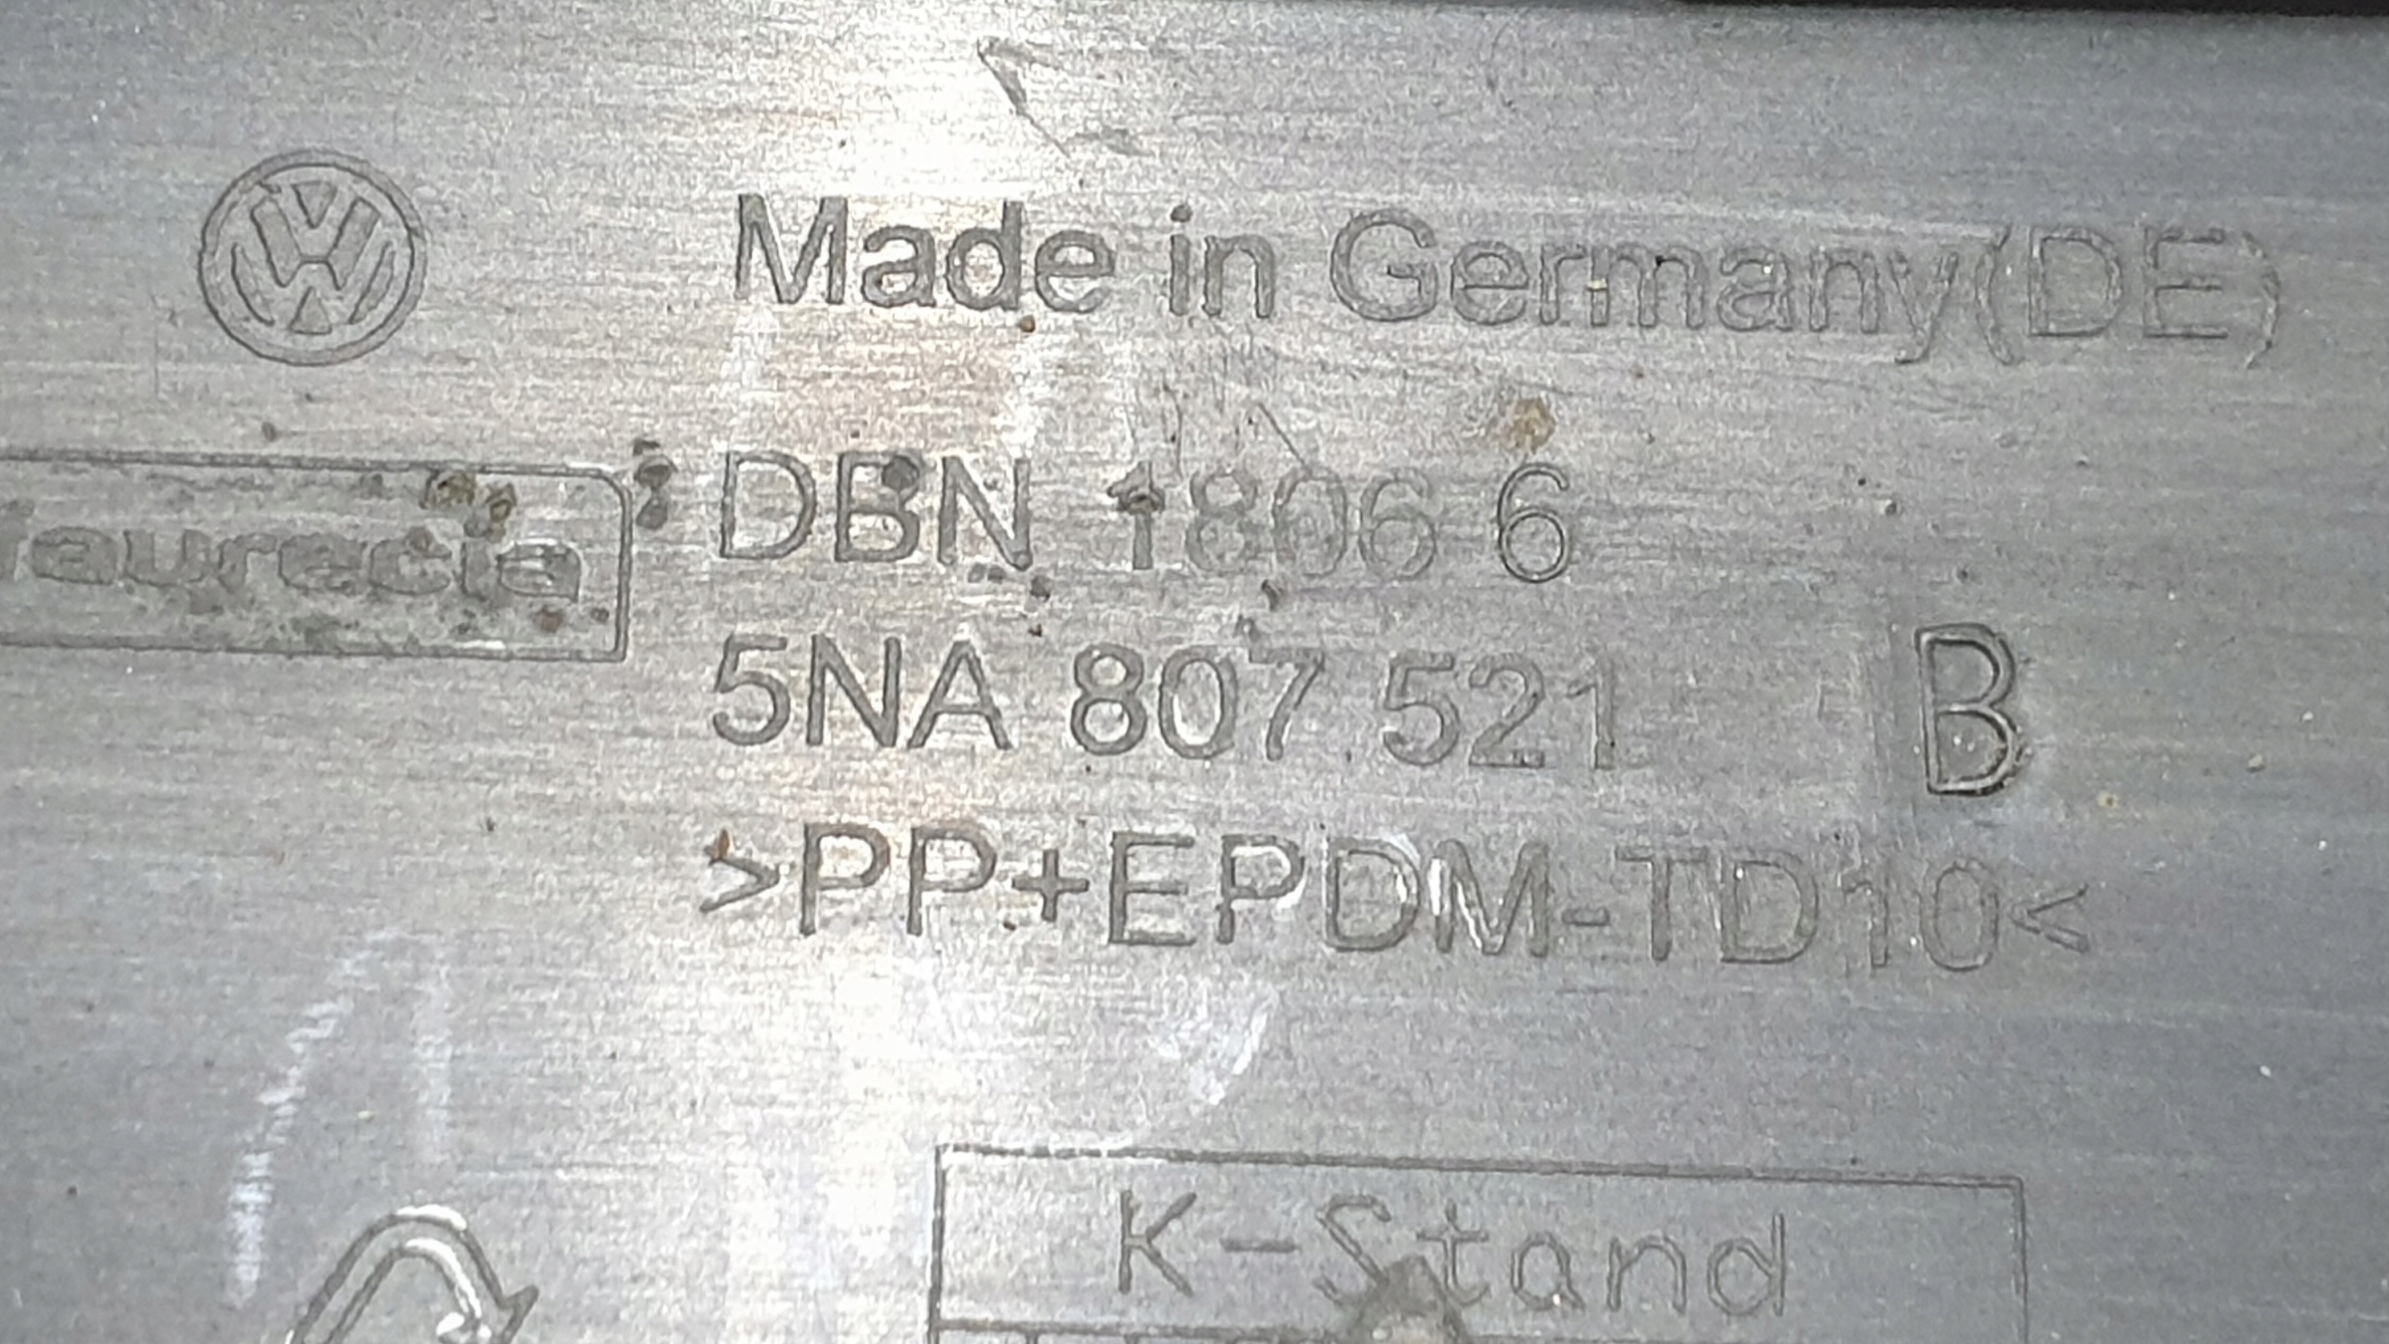 Made in Germany(DE)
faurecia
DBN 1806 6
5NA 807 521 B
>PP+EPDM-TD10<
K-Stand